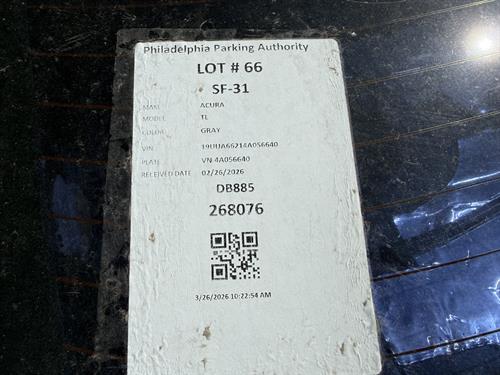 Philadelphia Parking Authority
LOT # 66
SF-31
MAKE ACURA
MODEL TL
COLOR GRAY
VIN 19UUA66214A056640
PLATE VN-4A056640
RECEIVED DATE 02/26/2026
DB885
268076
3/26/2026 10:22:54 AM